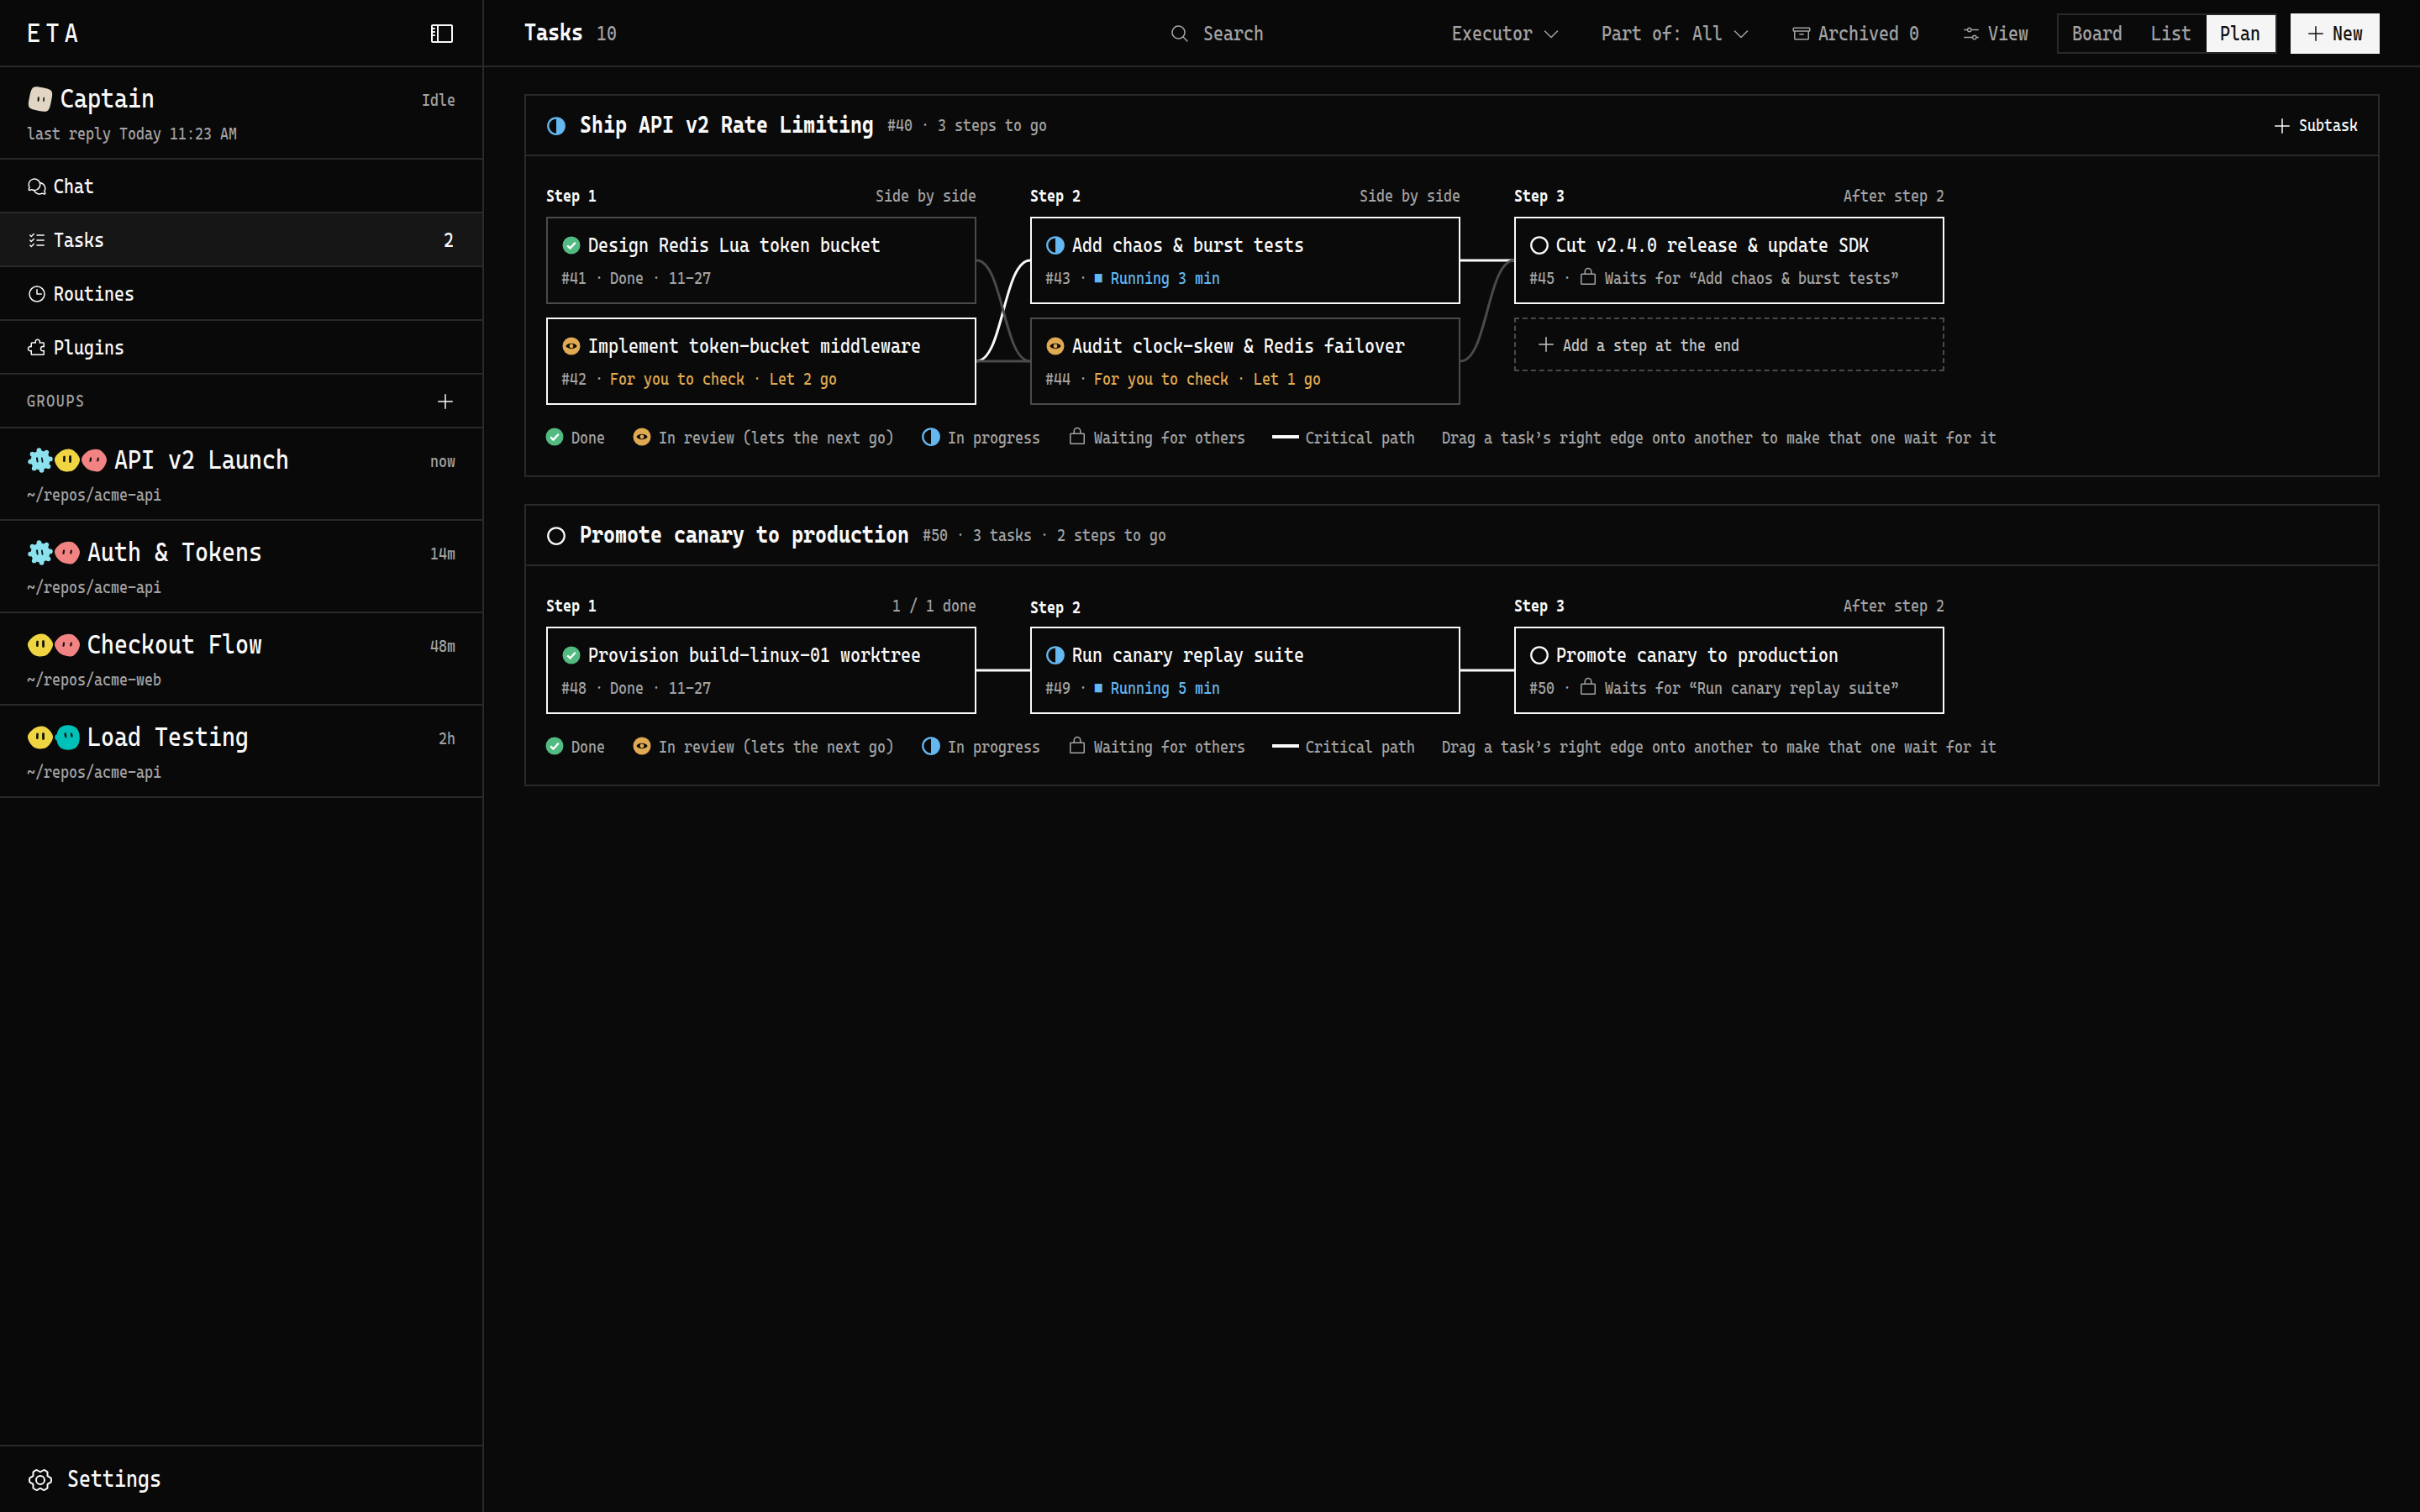 ETA
Tasks 10
Search
Executor
Part of: All
Archived 0
View
Board
List
Plan
New
Captain
Idle
last reply Today 11:23 AM
Chat
Tasks
2
Routines
Plugins
GROUPS
API v2 Launch
now
~/repos/acme-api
Auth & Tokens
14m
~/repos/acme-api
Checkout Flow
48m
~/repos/acme-web
Load Testing
2h
~/repos/acme-api
Settings
Ship API v2 Rate Limiting #40 · 3 steps to go
Subtask
Step 1
Side by side
Design Redis Lua token bucket
#41 · Done · 11-27
Implement token-bucket middleware
#42 · For you to check · Let 2 go
Step 2
Side by side
Add chaos & burst tests
#43 · Running 3 min
Audit clock-skew & Redis failover
#44 · For you to check · Let 1 go
Step 3
After step 2
Cut v2.4.0 release & update SDK
#45 · Waits for “Add chaos & burst tests”
Add a step at the end
Done
In review (lets the next go)
In progress
Waiting for others
Critical path
Drag a task’s right edge onto another to make that one wait for it
Promote canary to production #50 · 3 tasks · 2 steps to go
Step 1
1 / 1 done
Provision build-linux-01 worktree
#48 · Done · 11-27
Step 2
Run canary replay suite
#49 · Running 5 min
Step 3
After step 2
Promote canary to production
#50 · Waits for “Run canary replay suite”
Done
In review (lets the next go)
In progress
Waiting for others
Critical path
Drag a task’s right edge onto another to make that one wait for it